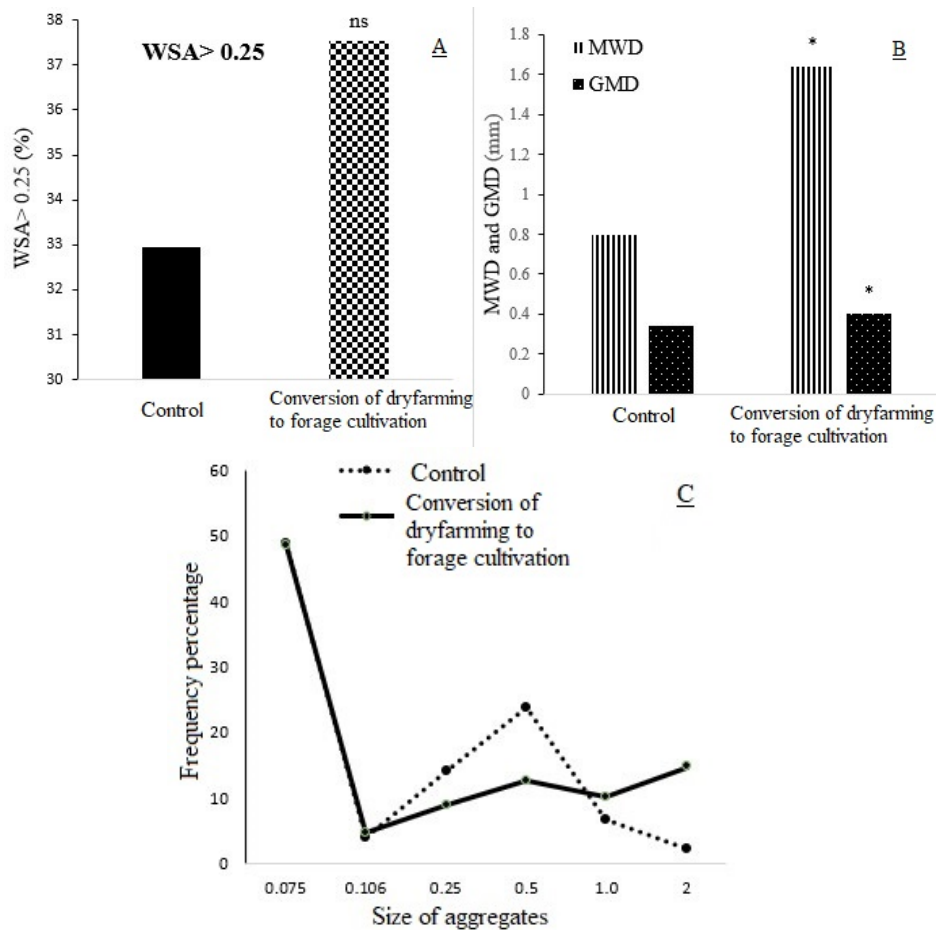 38
37
36
35
34
33
32
31
30
WSA> 0.25 (%)
WSA> 0.25
ns
A
Control
Conversion of dryfarming
to forage cultivation
1.8
1.6
1.4
1.2
1
0.8
0.6
0.4
0.2
0
MWD and GMD (mm)
MWD
GMD
*
*
B
Control
Conversion of dryfarming
to forage cultivation
60
50
40
30
20
10
0
Frequency percentage
Control
Conversion of
dryfarming to
forage cultivation
C
0.075 0.106 0.25 0.5 1.0 2
Size of aggregates